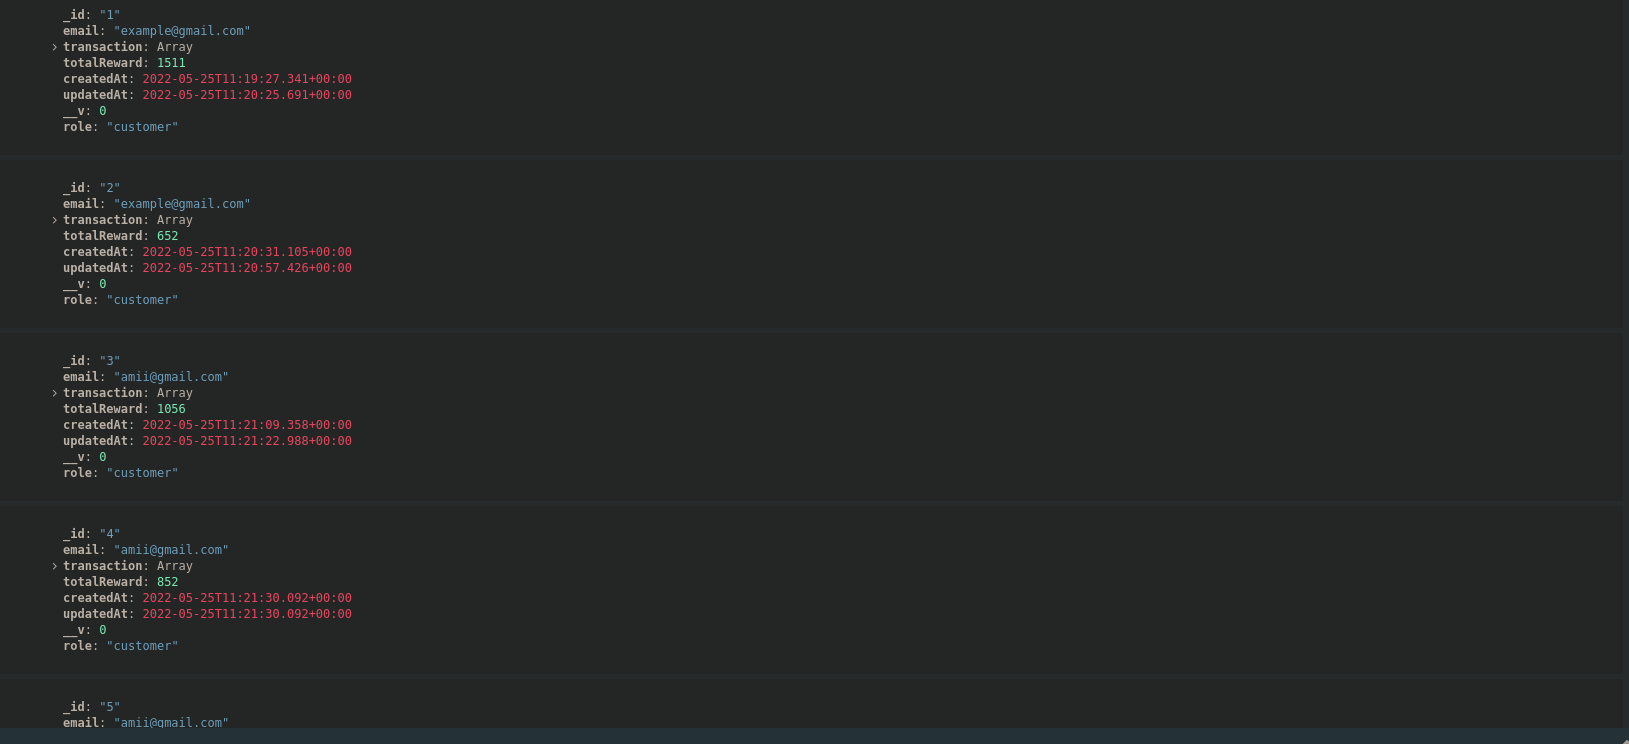 _id: "1"
email: "example@gmail.com"
transaction: Array
totalReward: 1511
createdAt: 2022-05-25T11:19:27.341+00:00
updatedAt: 2022-05-25T11:20:25.691+00:00
__v: 0
role: "customer"
_id: "2"
email: "example@gmail.com"
transaction: Array
totalReward: 652
createdAt: 2022-05-25T11:20:31.105+00:00
updatedAt: 2022-05-25T11:20:57.426+00:00
__v: 0
role: "customer"
_id: "3"
email: "amii@gmail.com"
transaction: Array
totalReward: 1056
createdAt: 2022-05-25T11:21:09.358+00:00
updatedAt: 2022-05-25T11:21:22.988+00:00
__v: 0
role: "customer"
_id: "4"
email: "amii@gmail.com"
transaction: Array
totalReward: 852
createdAt: 2022-05-25T11:21:30.092+00:00
updatedAt: 2022-05-25T11:21:30.092+00:00
__v: 0
role: "customer"
_id: "5"
email: "amii@gmail.com"